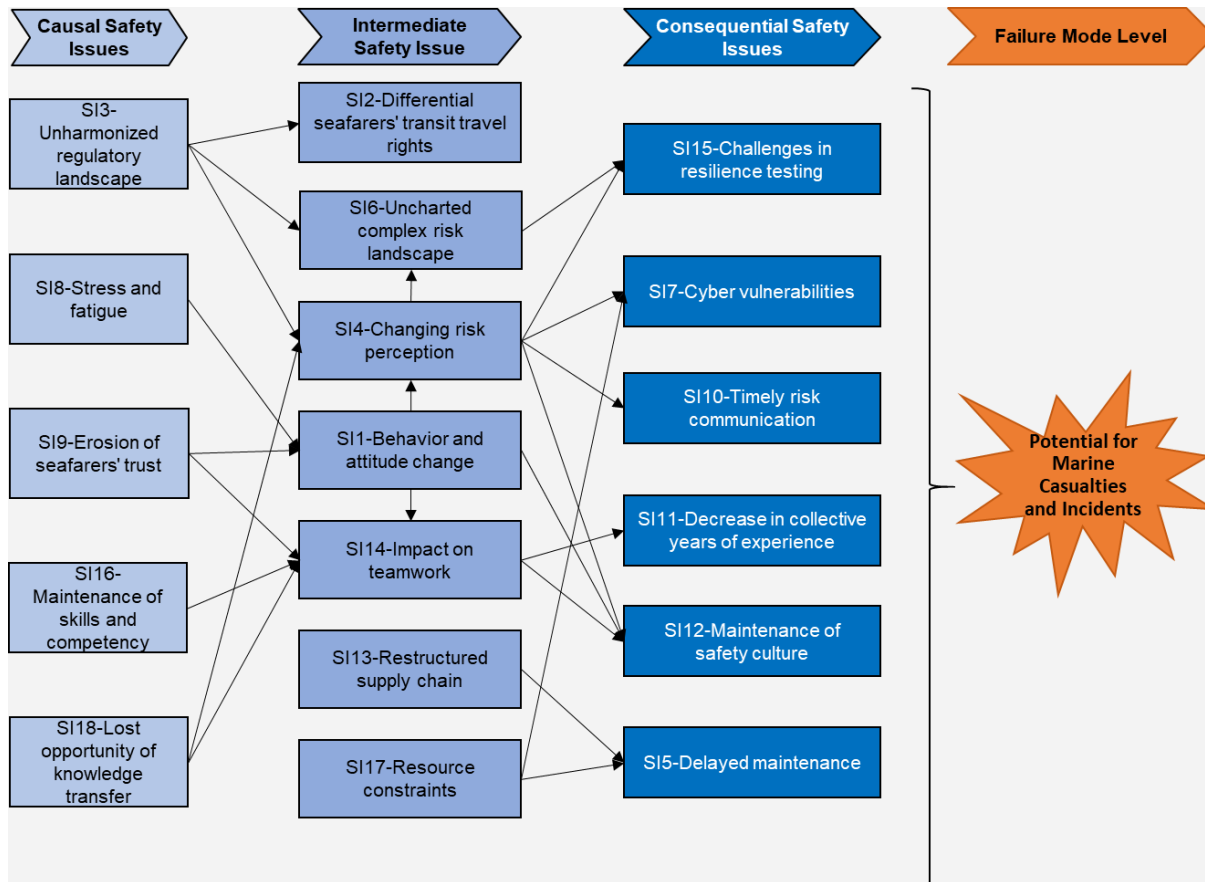 Causal Safety
Issues
Intermediate
Safety Issue
Consequential Safety
Issues
Failure Mode Level
SI3-
Unharmonized
regulatory
landscape
SI8-Stress and
fatigue
SI9-Erosion of
seafarers' trust
SI16-
Maintenance of
skills and
competency
SI18-Lost
opportunity of
knowledge
transfer
SI2-Differential
seafarers' transit travel
rights
SI6-Uncharted
complex risk
landscape
SI4-Changing risk
perception
SI1-Behavior and
attitude change
SI14-Impact on
teamwork
SI13-Restructured
supply chain
SI17-Resource
constraints
SI15-Challenges in
resilience testing
SI7-Cyber vulnerabilities
SI10-Timely risk
communication
SI11-Decrease in collective
years of experience
SI12-Maintenance of
safety culture
SI5-Delayed maintenance
Potential for
Marine
Casualties
and Incidents